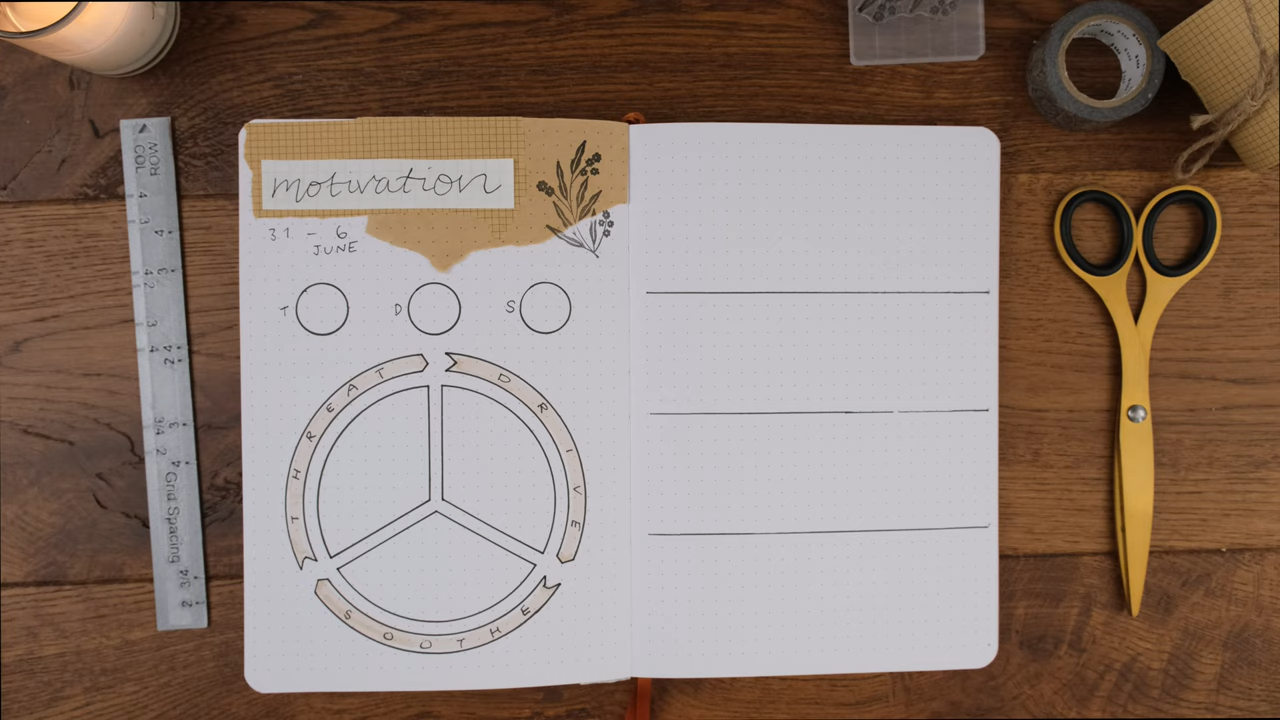 motivation
31 - 6
JUNE
T D S
THREAT
DRIVE
SOOTHE
ROW
COL
Grid Spacing